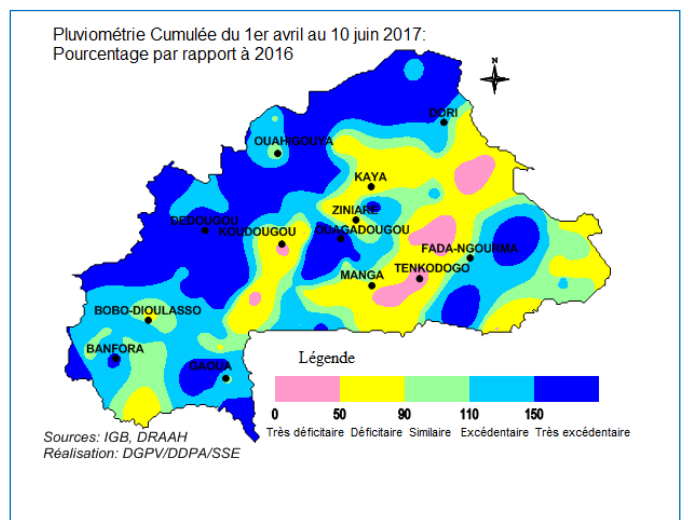 Pluviométrie Cumulée du 1er avril au 10 juin 2017:
Pourcentage par rapport à 2016
N
DORI
OUAHIGOUYA
KAYA
ZINIARE
DEDOUGOU
KOUDOUGOU
OUAGADOUGOU
FADA-NGOURMA
MANGA
TENKODOGO
BOBO-DIOULASSO
BANFORA
GAOUA
Légende
0 50 90 110 150
Très déficitaire Déficitaire Similaire Excédentaire Très excédentaire
Sources: IGB, DRAAH
Réalisation: DGPV/DDPA/SSE